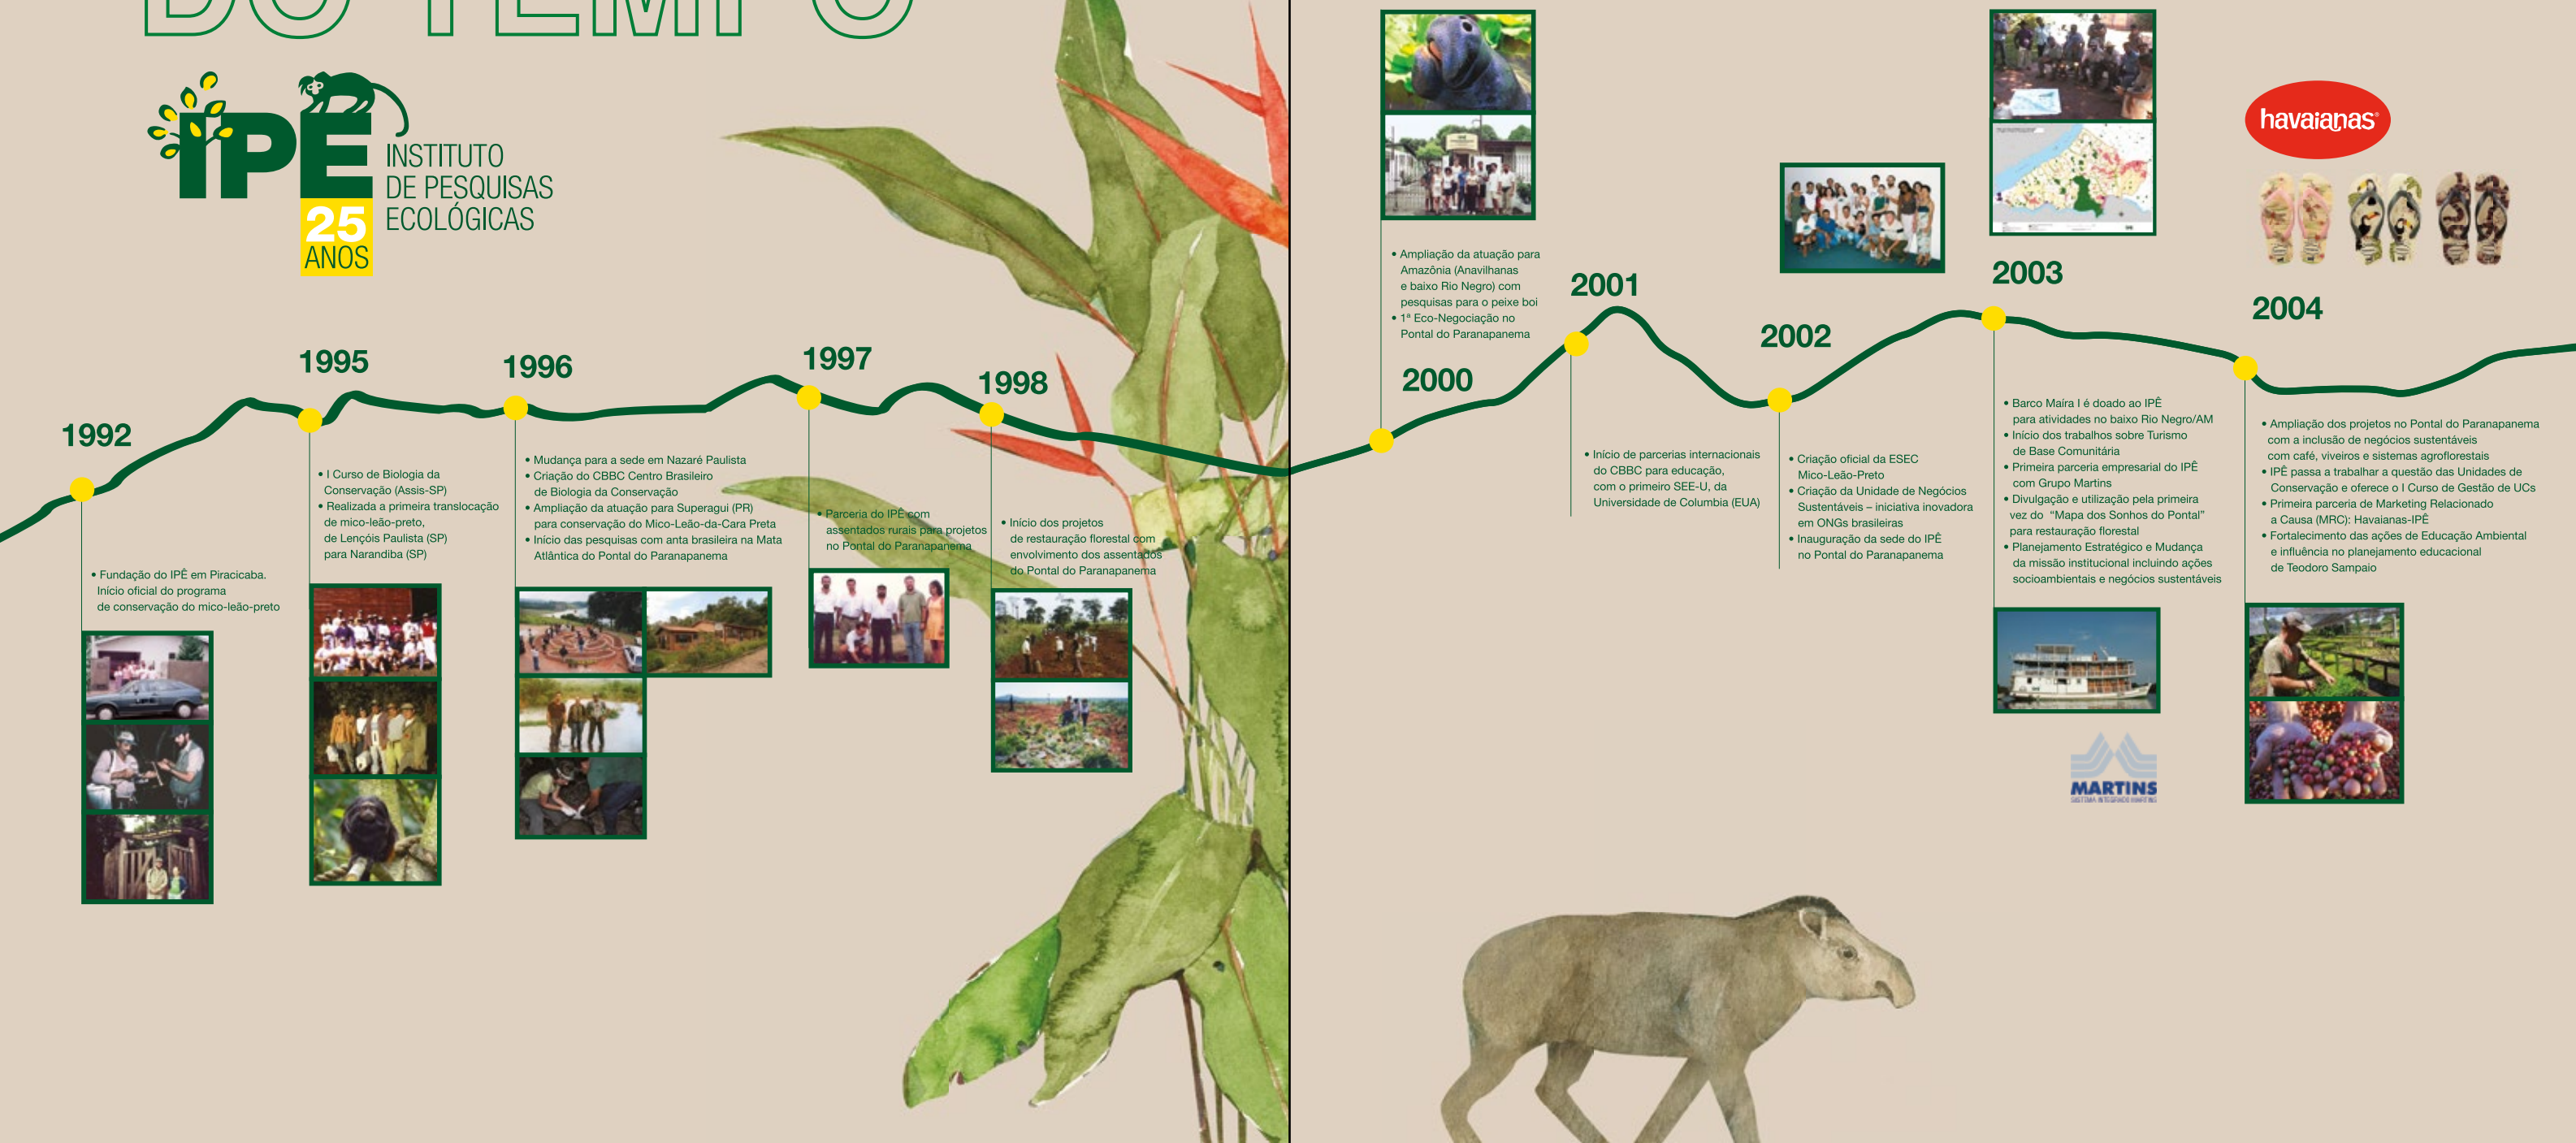 DO TEMPO
IPÊ
INSTITUTO
DE PESQUISAS
ECOLÓGICAS
25
ANOS
1992
• Fundação do IPÊ em Piracicaba.
Início oficial do programa
de conservação do mico-leão-preto
1995
• I Curso de Biologia da
Conservação (Assis-SP)
• Realizada a primeira translocação
de mico-leão-preto,
de Lençóis Paulista (SP)
para Narandiba (SP)
1996
• Mudança para a sede em Nazaré Paulista
• Criação do CBBC Centro Brasileiro
de Biologia da Conservação
• Ampliação da atuação para Superagui (PR)
para conservação do Mico-Leão-da-Cara Preta
• Início das pesquisas com anta brasileira na Mata
Atlântica do Pontal do Paranapanema
1997
• Parceria do IPÊ com
assentados rurais para projetos
no Pontal do Paranapanema
1998
• Início dos projetos
de restauração florestal com
envolvimento dos assentados
do Pontal do Paranapanema
• Ampliação da atuação para
Amazônia (Anavilhanas
e baixo Rio Negro) com
pesquisas para o peixe boi
• 1ª Eco-Negociação no
Pontal do Paranapanema
2000
2001
• Início de parcerias internacionais
do CBBC para educação,
com o primeiro SEE-U, da
Universidade de Columbia (EUA)
2002
• Criação oficial da ESEC
Mico-Leão-Preto
• Criação da Unidade de Negócios
Sustentáveis – iniciativa inovadora
em ONGs brasileiras
• Inauguração da sede do IPÊ
no Pontal do Paranapanema
2003
• Barco Maíra I é doado ao IPÊ
para atividades no baixo Rio Negro/AM
• Início dos trabalhos sobre Turismo
de Base Comunitária
• Primeira parceria empresarial do IPÊ
com Grupo Martins
• Divulgação e utilização pela primeira
vez do “Mapa dos Sonhos do Pontal”
para restauração florestal
• Planejamento Estratégico e Mudança
da missão institucional incluindo ações
socioambientais e negócios sustentáveis
MARTINS
SISTEMA INTEGRADO MARTINS
havaianas®
2004
• Ampliação dos projetos no Pontal do Paranapanema
com a inclusão de negócios sustentáveis
com café, viveiros e sistemas agroflorestais
• IPÊ passa a trabalhar a questão das Unidades de
Conservação e oferece o I Curso de Gestão de UCs
• Primeira parceria de Marketing Relacionado
a Causa (MRC): Havaianas-IPÊ
• Fortalecimento das ações de Educação Ambiental
e influência no planejamento educacional
de Teodoro Sampaio